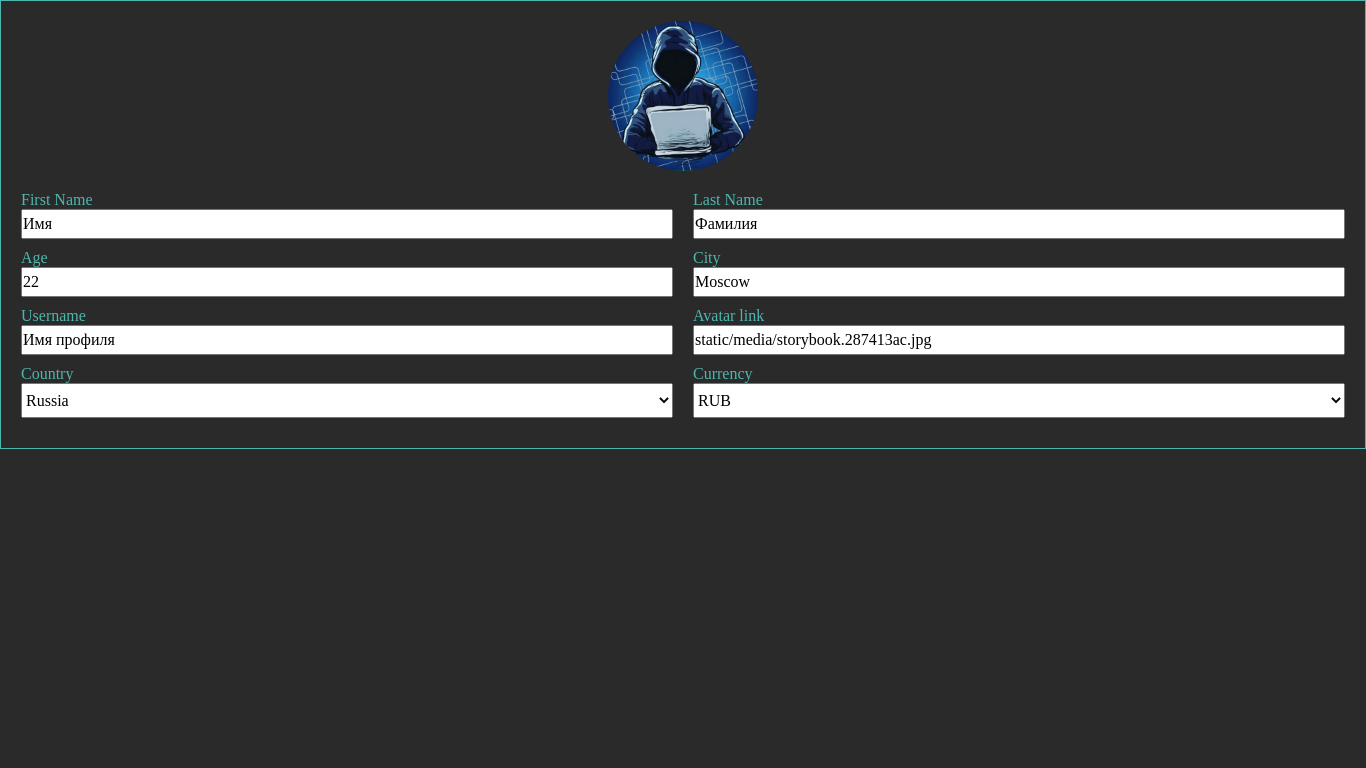 First Name
Last Name
Имя
Фамилия
Age
City
22
Moscow
Username
Avatar link
Имя профиля
static/media/storybook.287413ac.jpg
Country
Currency
Russia
RUB